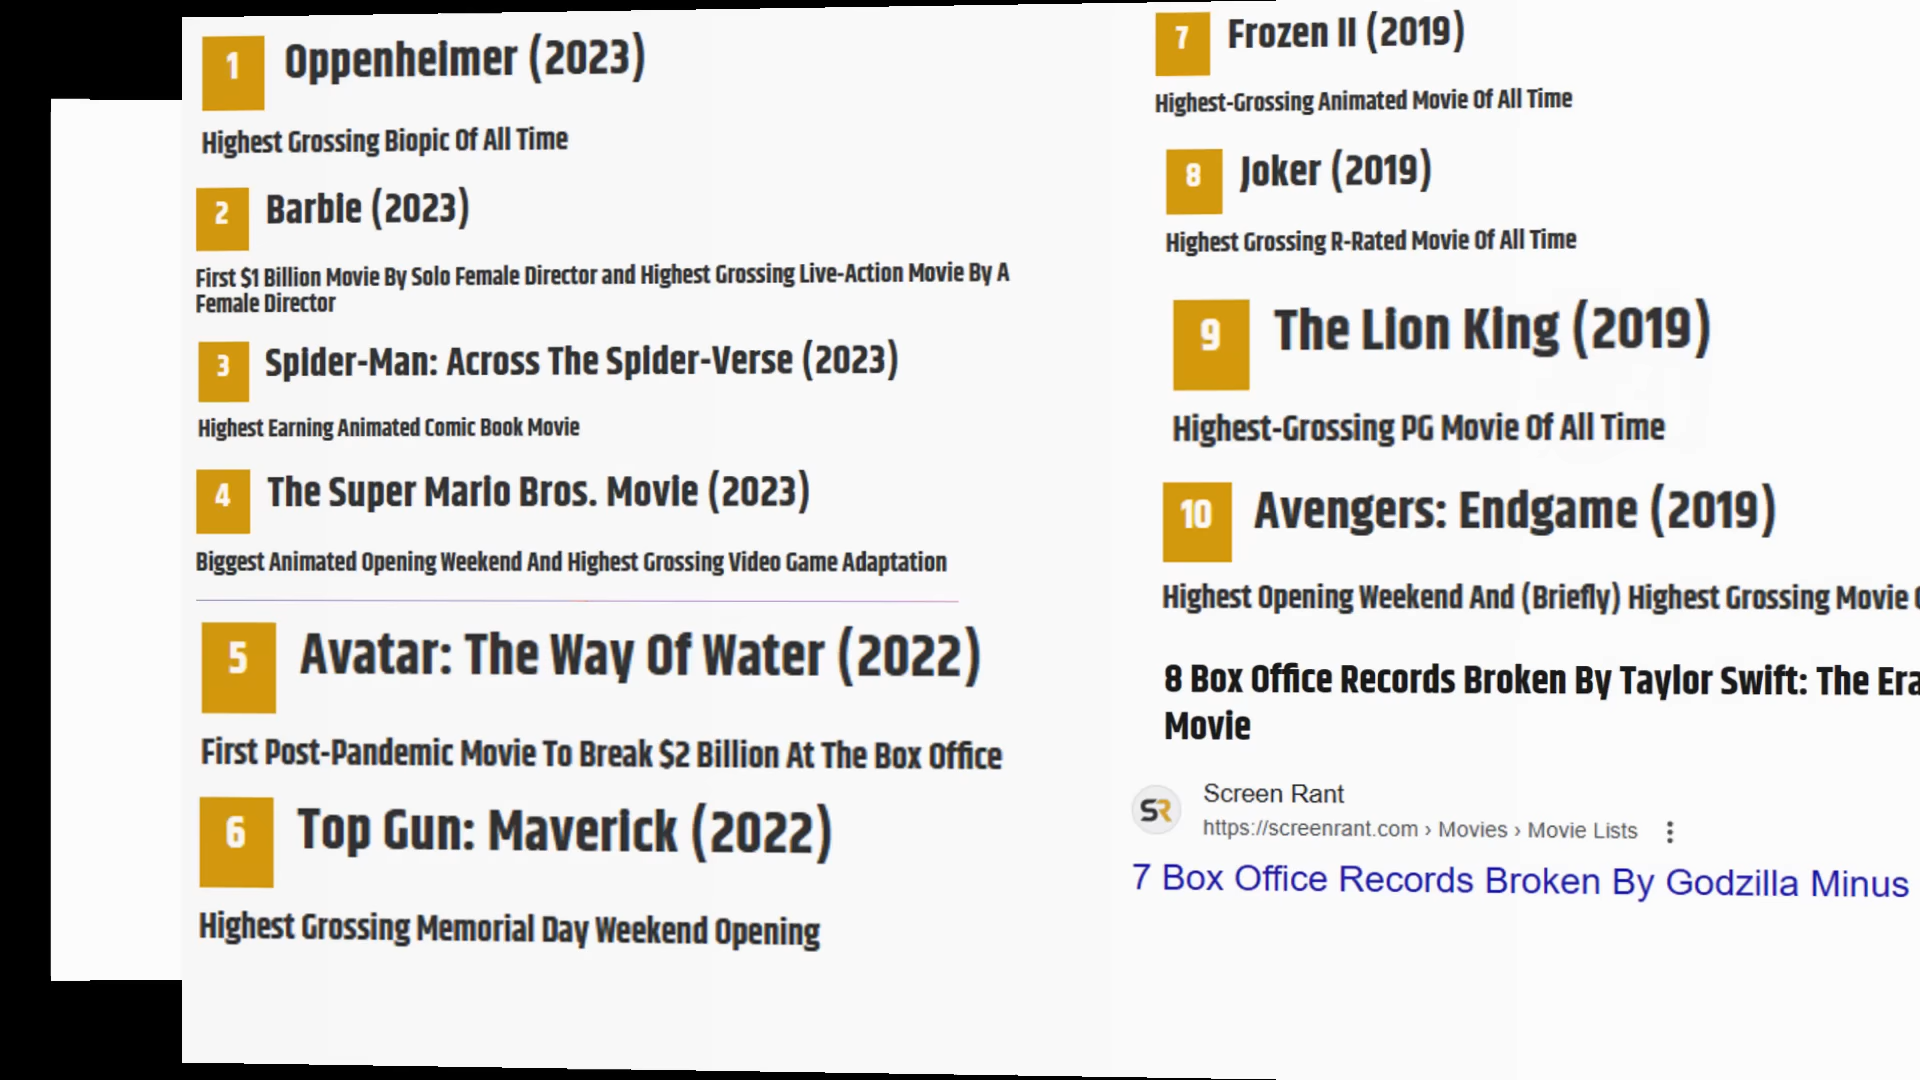 1 Oppenheimer (2023)
Highest Grossing Biopic Of All Time
2 Barbie (2023)
First $1 Billion Movie By Solo Female Director and Highest Grossing Live-Action Movie By A
Female Director
3 Spider-Man: Across The Spider-Verse (2023)
Highest Earning Animated Comic Book Movie
4 The Super Mario Bros. Movie (2023)
Biggest Animated Opening Weekend And Highest Grossing Video Game Adaptation
5 Avatar: The Way Of Water (2022)
First Post-Pandemic Movie To Break $2 Billion At The Box Office
6 Top Gun: Maverick (2022)
Highest Grossing Memorial Day Weekend Opening
7 Frozen II (2019)
Highest-Grossing Animated Movie Of All Time
8 Joker (2019)
Highest Grossing R-Rated Movie Of All Time
9 The Lion King (2019)
Highest-Grossing PG Movie Of All Time
10 Avengers: Endgame (2019)
Highest Opening Weekend And (Briefly) Highest Grossing Movie
8 Box Office Records Broken By Taylor Swift: The
Movie
SR Screen Rant
https://screenrant.com › Movies › Movie Lists
7 Box Office Records Broken By Godzilla Minus